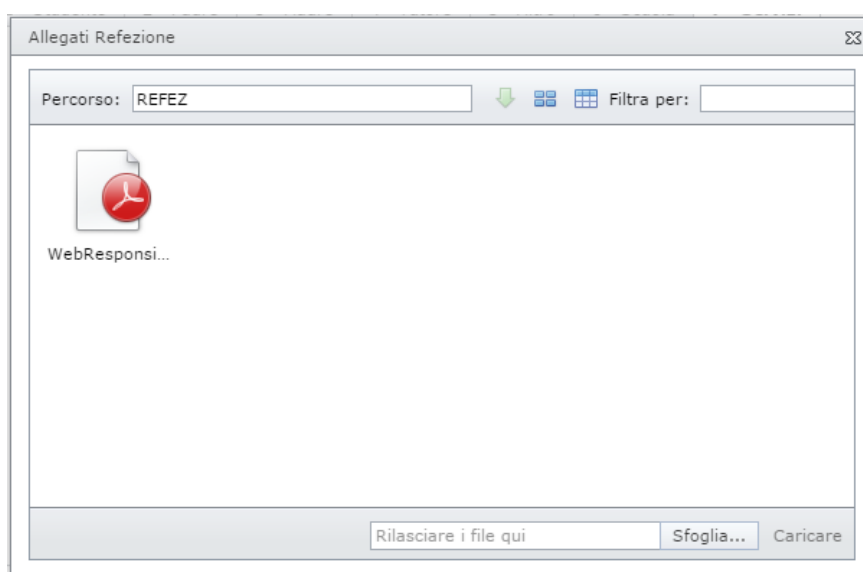 Allegati Refezione
Percorso: REFEZ Filtra per:
WebResponsi...
Rilasciare i file qui Sfoglia... Caricare